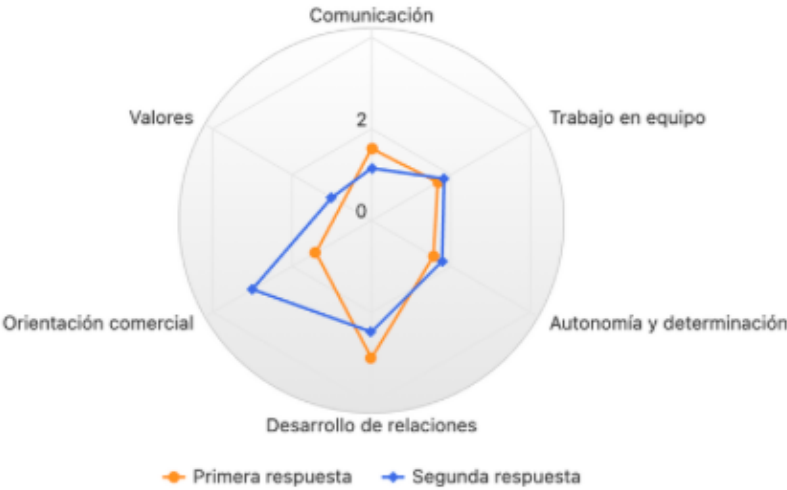 Comunicación
Valores
2
Trabajo en equipo
0
Orientación comercial
Autonomía y determinación
Desarrollo de relaciones
Primera respuesta
Segunda respuesta